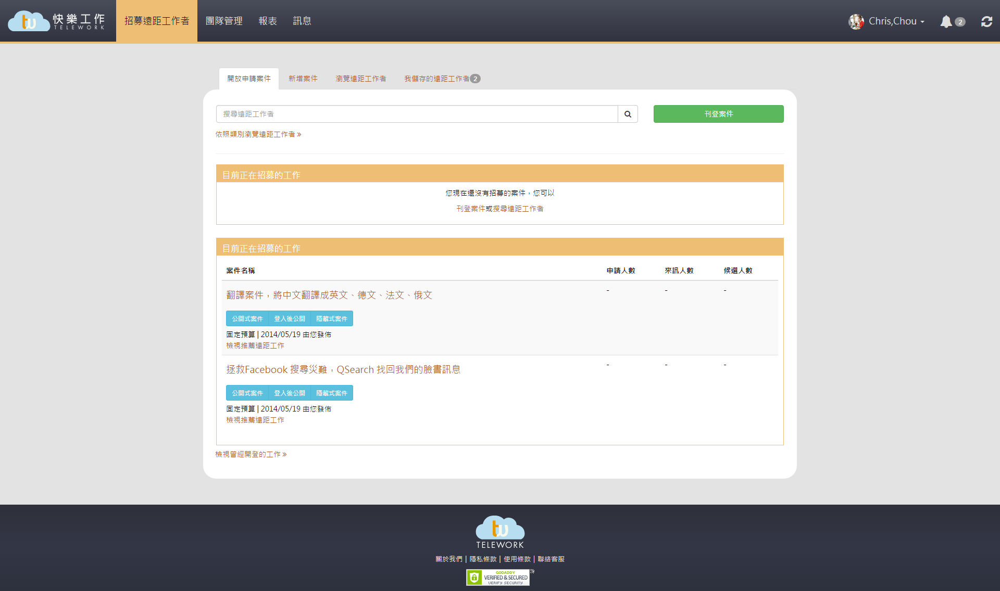 tw 快樂工作 TELEWORK
招募遠距工作者 團隊管理 報表 訊息 Chris,Chou 2
開放申請案件 新增案件 瀏覽遠距工作者 我儲存的遠距工作者 2
搜尋遠距工作者 刊登案件
依照類別瀏覽遠距工作者 »
目前正在招募的工作
您現在還沒有招募的案件，您可以
刊登案件或搜尋遠距工作者
目前正在招募的工作
案件名稱 申請人數 來訊人數 候選人數
翻譯案件，將中文翻譯成英文、德文、法文、俄文 - - -
公開式案件 登入後公開 隱藏式案件
固定預算 | 2014/05/19 由您發佈
檢視推薦遠距工作
拯救Facebook 搜尋災難，QSearch 找回我們的臉書訊息 - - -
公開式案件 登入後公開 隱藏式案件
固定預算 | 2014/05/19 由您發佈
檢視推薦遠距工作
檢視曾經開登的工作 »
tw
TELEWORK
關於我們 | 隱私條款 | 使用條款 | 聯絡客服
GODADDY
VERIFIED & SECURED
VERIFY SECURITY